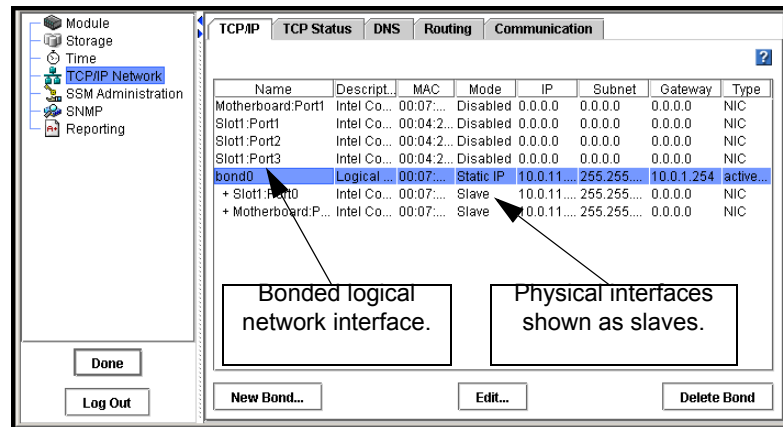 Module
Storage
Time
TCP/IP Network
SSM Administration
SNMP
Reporting
Done
Log Out
TCP/IP TCP Status DNS Routing Communication
?
Name Descript... MAC Mode IP Subnet Gateway Type
Motherboard:Port1 Intel Co... 00:07:... Disabled 0.0.0.0 0.0.0.0 0.0.0.0 NIC
Slot1:Port1 Intel Co... 00:04:2... Disabled 0.0.0.0 0.0.0.0 0.0.0.0 NIC
Slot1:Port2 Intel Co... 00:04:2... Disabled 0.0.0.0 0.0.0.0 0.0.0.0 NIC
Slot1:Port3 Intel Co... 00:04:2... Disabled 0.0.0.0 0.0.0.0 0.0.0.0 NIC
bond0 Logical ... 00:07:... Static IP 10.0.11.... 255.255.... 10.0.1.254 active...
+ Slot1:Port0 Intel Co... 00:07:... Slave 10.0.11.... 255.255.... 0.0.0.0 NIC
+ Motherboard:P... Intel Co... 00:07:... Slave 10.0.11.... 255.255.... 0.0.0.0 NIC
Bonded logical
network interface.
Physical interfaces
shown as slaves.
New Bond... Edit... Delete Bond